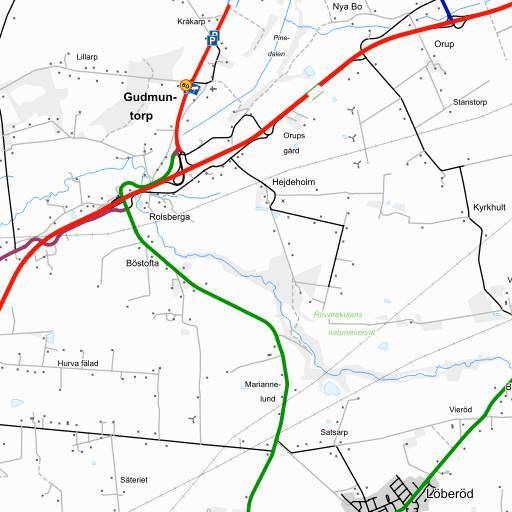 Nya Bo
Kråkarp
P
Pine-
dalen
Orup
Lillarp
60
Gudmun-
torp
Stanstorp
Orups
gård
Hejdeholm
Kyrkhult
Rolsberga
Böstofta
Rövarekulans
naturreservat
Hurva fälad
Marianne-
lund
B
Vieröd
Satsarp
Säteriet
Löberöd